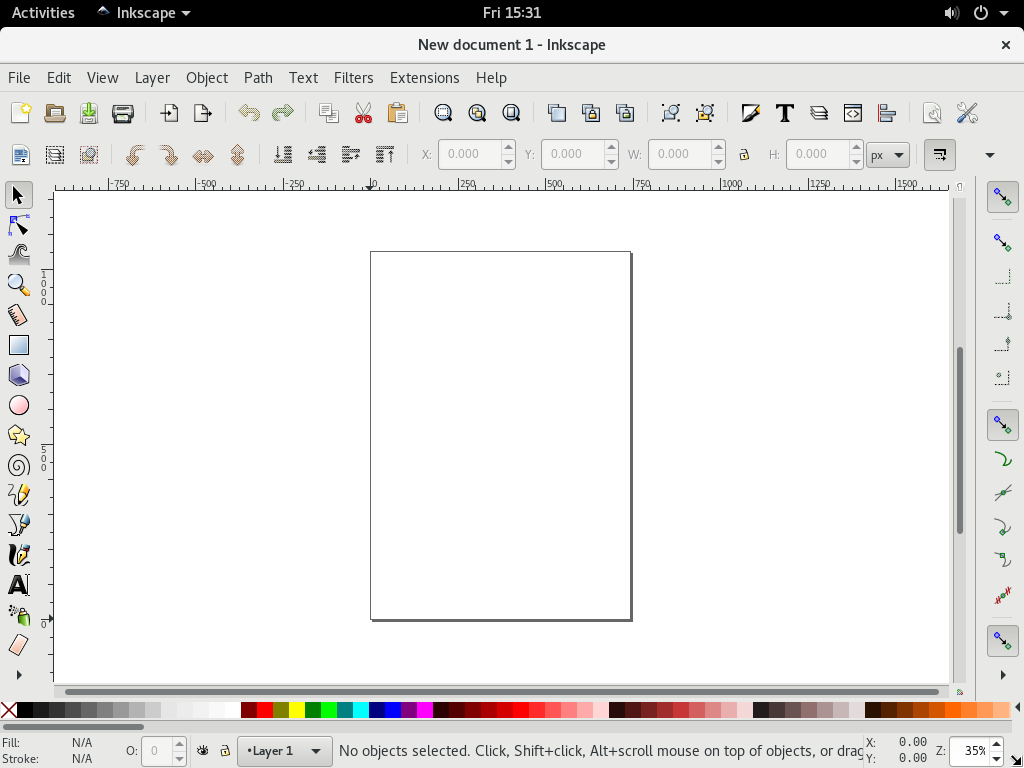 Activities Inkscape Fri 15:31
New document 1 - Inkscape
File Edit View Layer Object Path Text Filters Extensions Help
X: 0.000 Y: 0.000 W: 0.000 H: 0.000 px
-750 -500 -250 0 250 500 750 1000 1250 1500
1000
500
0
Fill: N/A
Stroke: N/A
O: 0
•Layer 1
No objects selected. Click, Shift+click, Alt+scroll mouse on top of objects, or drag
X: 0.00
Y: 0.00
Z: 35%